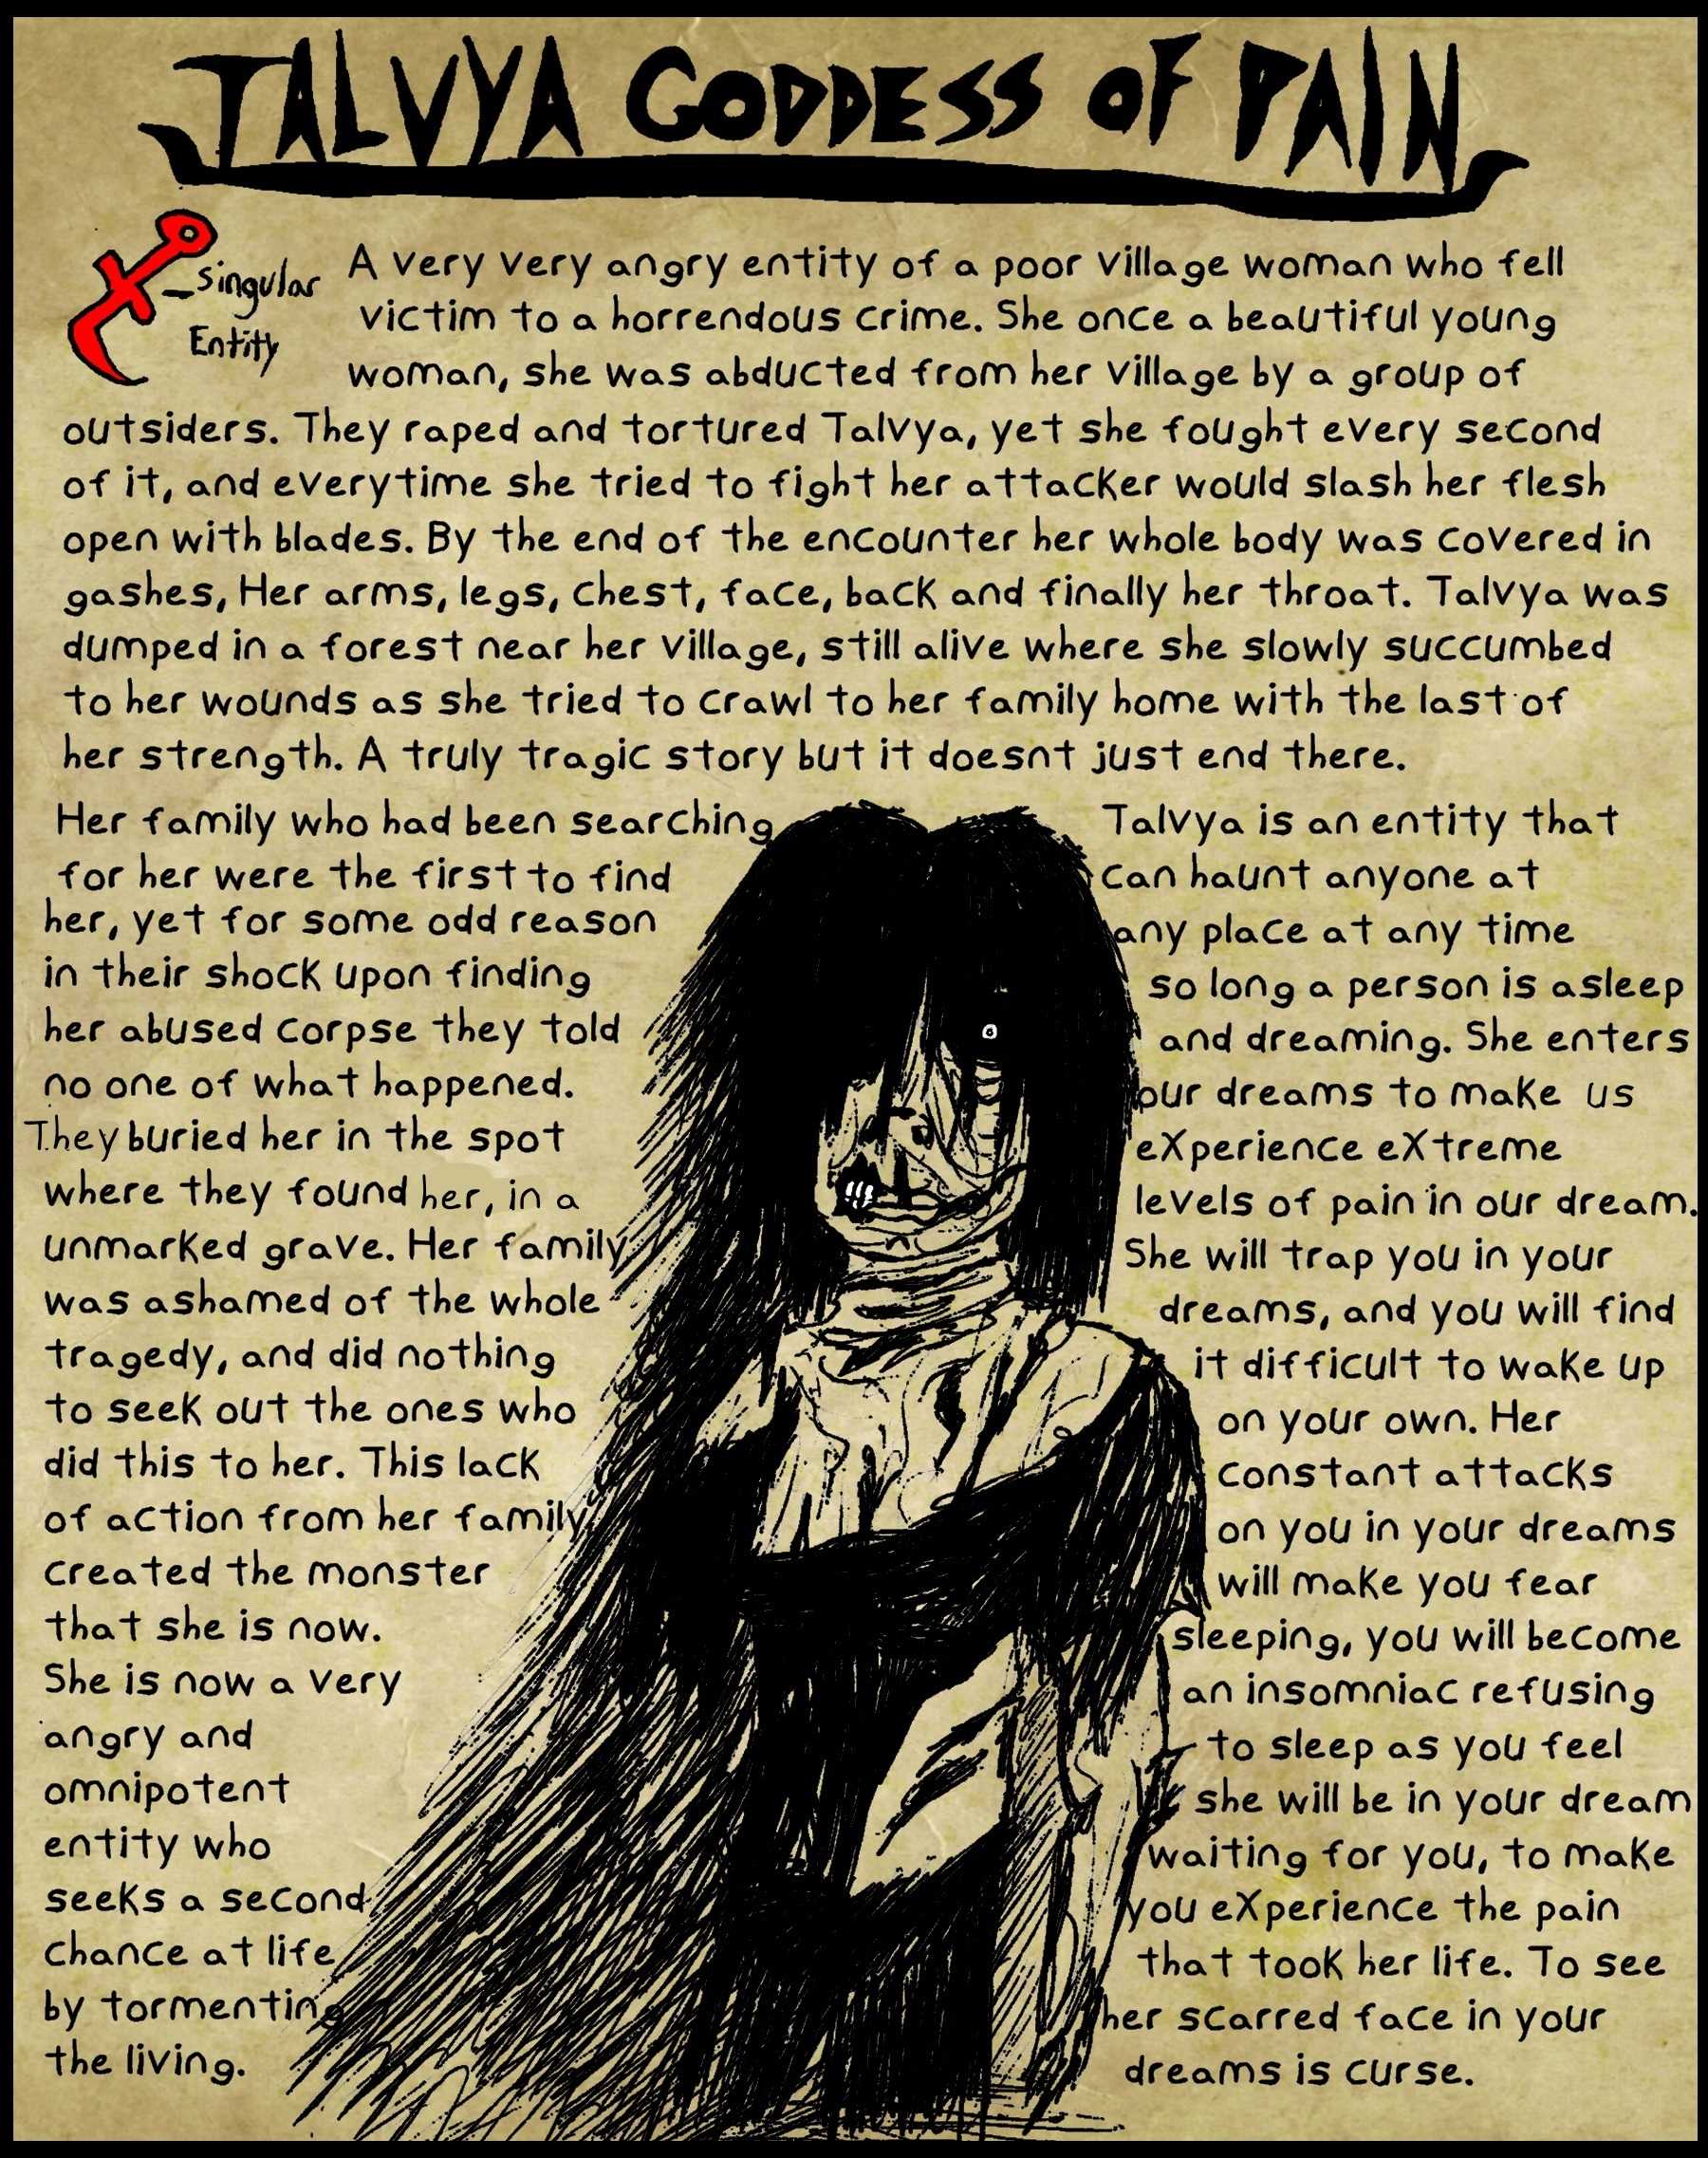 TALVYA GODDESS OF PAIN
Singular
Entity
A very very angry entity of a poor village woman who fell
victim to a horrendous crime. She once a beautiful young
woman, she was abducted from her village by a group of
outsiders. They raped and tortured Talvya, yet she fought every second
of it, and everytime she tried to fight her attacker would slash her flesh
open with blades. By the end of the encounter her whole body was covered in
gashes, Her arms, legs, chest, face, back and finally her throat. Talvya was
dumped in a forest near her village, still alive where she slowly succumbed
to her wounds as she tried to crawl to her family home with the last of
her strength. A truly tragic story but it doesnt just end there.
Her family who had been searching
for her were the first to find
her, yet for some odd reason
in their shock upon finding
her abused corpse they told
no one of what happened.
They buried her in the spot
where they found her, in a
unmarked grave. Her family
was ashamed of the whole
tragedy, and did nothing
to seek out the ones who
did this to her. This lack
of action from her family
created the monster
that she is now.
She is now a very
angry and
omnipotent
entity who
seeks a second
chance at life
by tormenting
the living.
Talvya is an entity that
can haunt anyone at
any place at any time
so long a person is asleep
and dreaming. She enters
our dreams to make us
experience extreme
levels of pain in our dream.
She will trap you in your
dreams, and you will find
it difficult to wake up
on your own. Her
constant attacks
on you in your dreams
will make you fear
sleeping, you will become
an insomniac refusing
to sleep as you feel
she will be in your dream
waiting for you, to make
you experience the pain
that took her life. To see
her scarred face in your
dreams is curse.